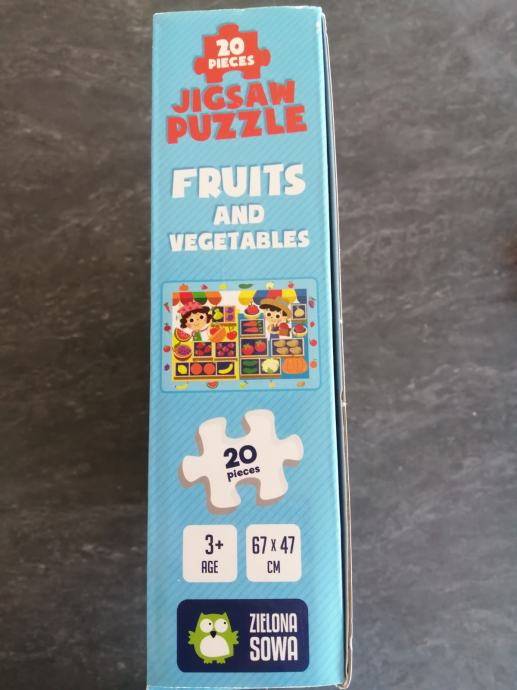 20
PIECES
JIGSAW
PUZZLE
FRUITS
AND
VEGETABLES
20
pieces
3+
AGE
67 x 47
CM
ZIELONA
SOWA